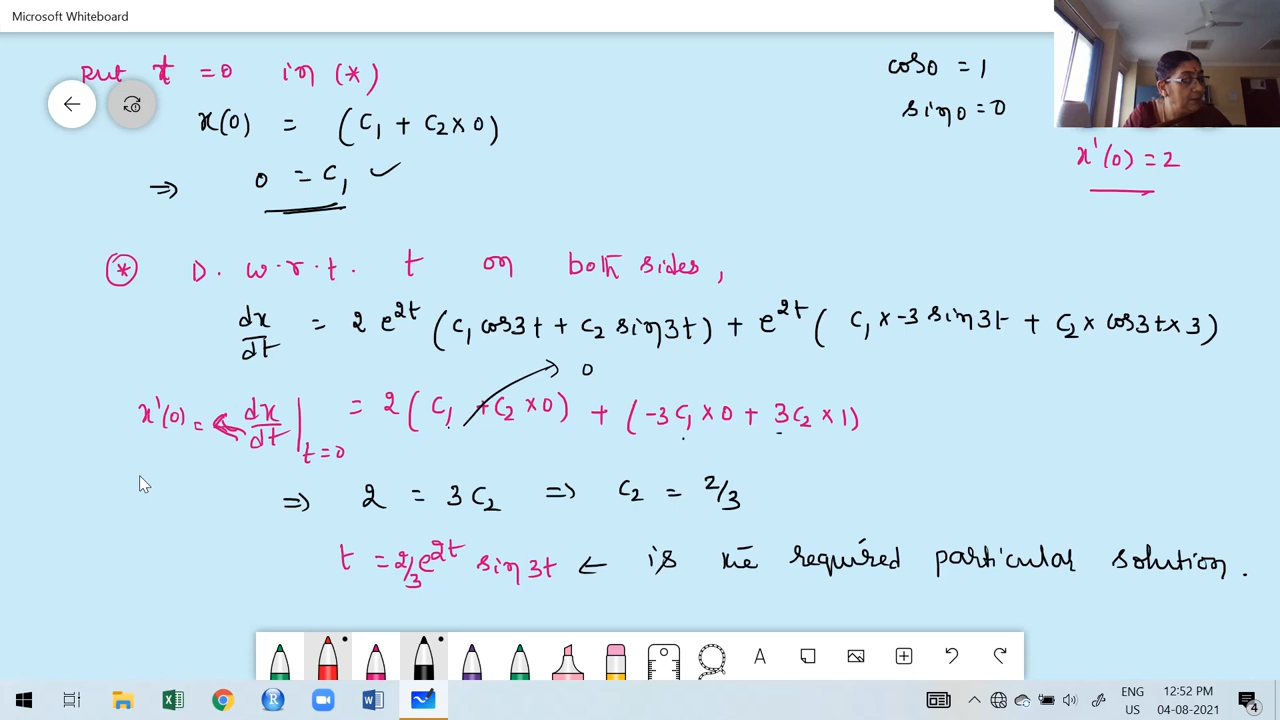 Microsoft Whiteboard
Put t = 0 in (*)
cos0 = 1
x(0) = (C1 + C2 × 0)
sin0 = 0
x'(0) = 2
⇒ 0 = C1 ✓
(*) D. w.r.t. t on both sides,
dx/dt = 2 e^2t (C1 cos3t + C2 sin3t) + e^2t ( C1 × -3 sin3t + C2 × cos3t × 3 )
0
x'(0) = dx/dt |t=0 = 2 ( C1 + C2 × 0) + (-3C1 × 0 + 3C2 × 1)
⇒ 2 = 3C2 ⇒ C2 = 2/3
t = 2/3 e^2t sin3t ← is the required particular solution.
A
ENG
US
12:52 PM
04-08-2021
4
X
R
W